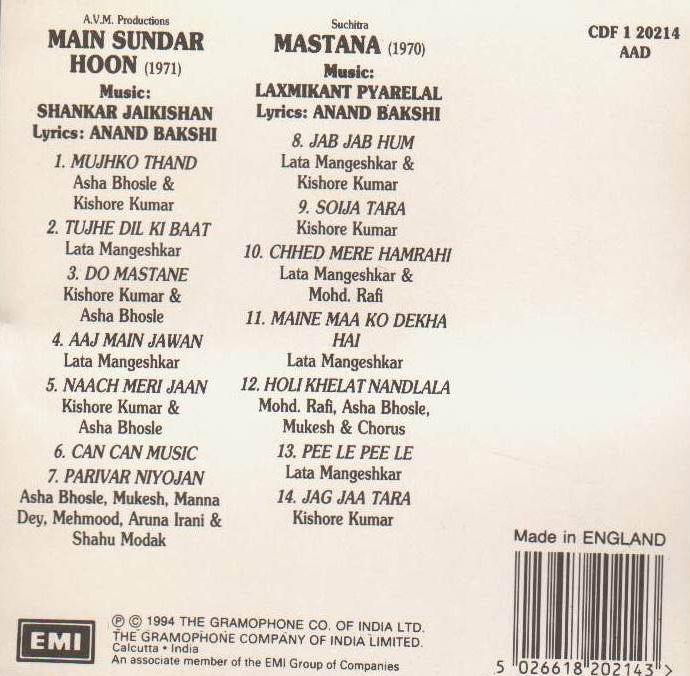 A.V.M. Productions
MAIN SUNDAR
HOON (1971)
Music:
SHANKAR JAIKISHAN
Lyrics: ANAND BAKSHI
1. MUJHKO THAND
Asha Bhosle &
Kishore Kumar
2. TUJHE DIL KI BAAT
Lata Mangeshkar
3. DO MASTANE
Kishore Kumar &
Asha Bhosle
4. AAJ MAIN JAWAN
Lata Mangeshkar
5. NAACH MERI JAAN
Kishore Kumar &
Asha Bhosle
6. CAN CAN MUSIC
7. PARIVAR NIYOJAN
Asha Bhosle, Mukesh, Manna
Dey, Mehmood, Aruna Irani &
Shahu Modak
Suchitra
MASTANA (1970)
Music:
LAXMIKANT PYARELAL
Lyrics: ANAND BAKSHI
8. JAB JAB HUM
Lata Mangeshkar &
Kishore Kumar
9. SOIJA TARA
Kishore Kumar
10. CHHED MERE HAMRAHI
Lata Mangeshkar &
Mohd. Rafi
11. MAINE MAA KO DEKHA
HAI
Lata Mangeshkar
12. HOLI KHELAT NANDLALA
Mohd. Rafi, Asha Bhosle,
Mukesh & Chorus
13. PEE LE PEE LE
Lata Mangeshkar
14. JAG JAA TARA
Kishore Kumar
CDF 1 20214
AAD
Made in ENGLAND
5 026618 202143 >
EMI
℗ © 1994 THE GRAMOPHONE CO. OF INDIA LTD.
THE GRAMOPHONE COMPANY OF INDIA LIMITED.
Calcutta • India
An associate member of the EMI Group of Companies